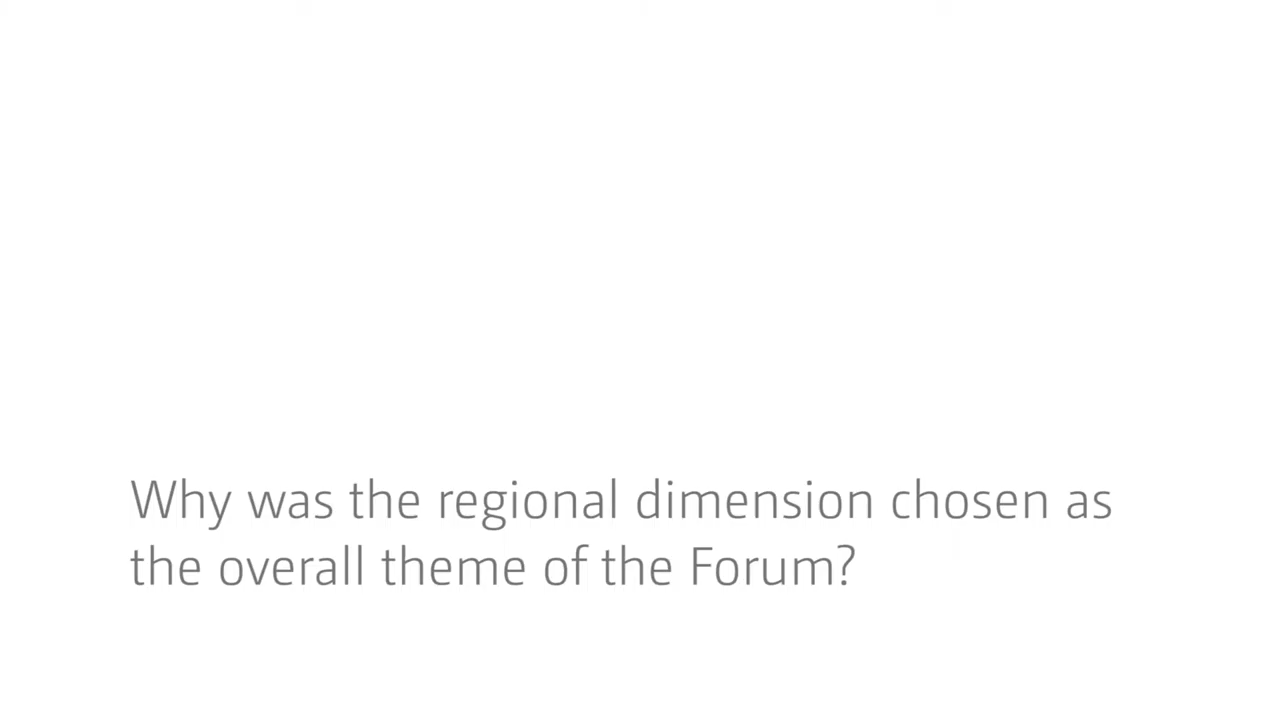 Why was the regional dimension chosen as
the overall theme of the Forum?